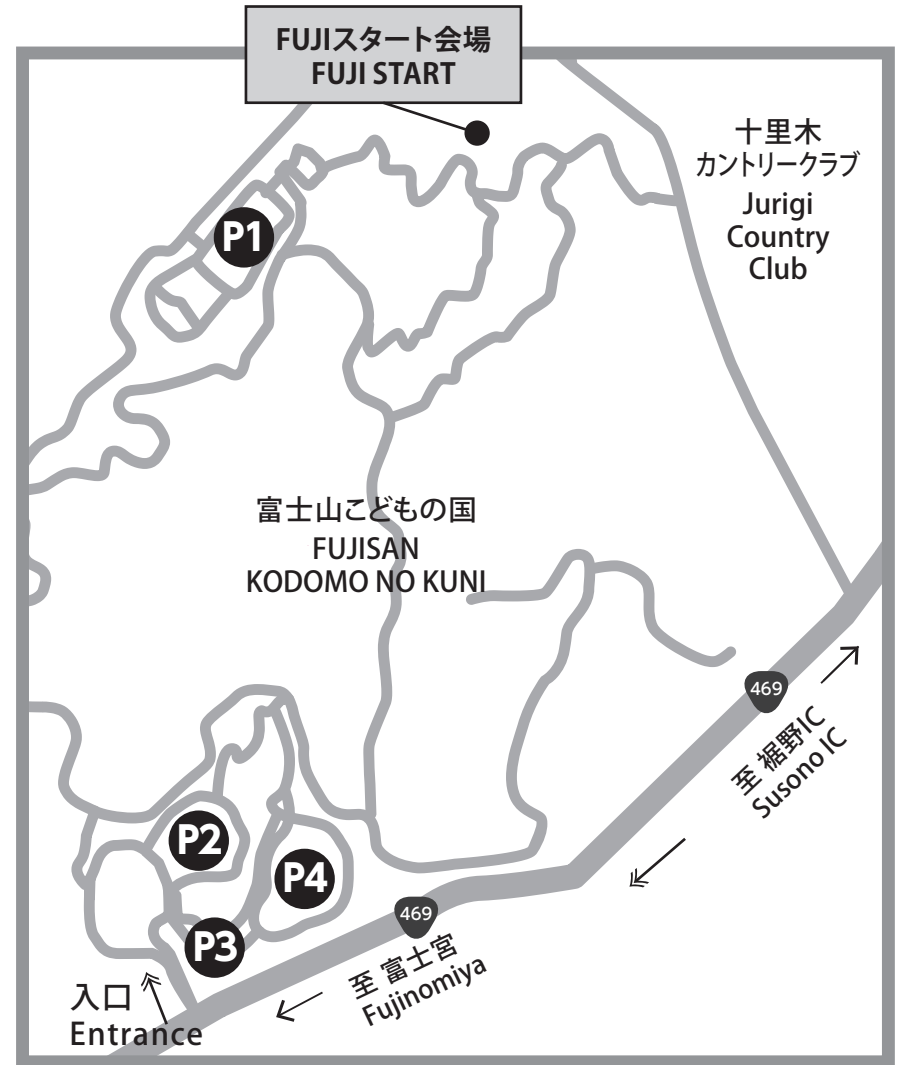 FUJIスタート会場
FUJI START
十里木
カントリークラブ
Jurigi
Country
Club
P1
富士山こどもの国
FUJISAN
KODOMO NO KUNI
469
至 裾野IC
Susono IC
P2
P4
469
P3
至 富士宮
Fujinomiya
入口
Entrance